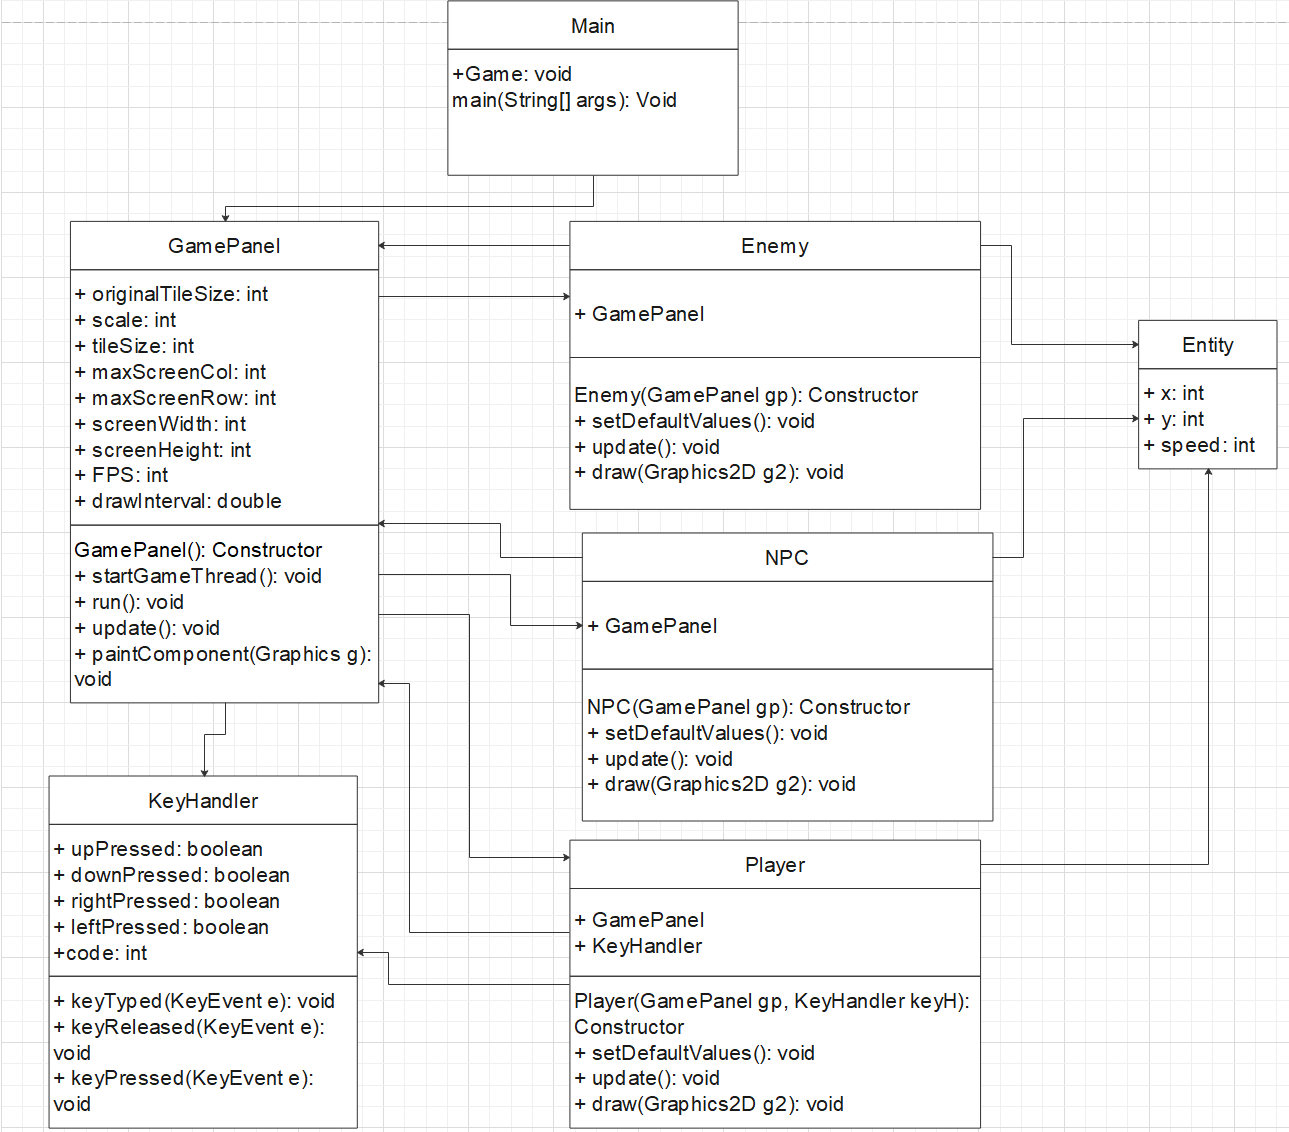 Main
+Game: void
main(String[] args): Void
GamePanel
+ originalTileSize: int
+ scale: int
+ tileSize: int
+ maxScreenCol: int
+ maxScreenRow: int
+ screenWidth: int
+ screenHeight: int
+ FPS: int
+ drawInterval: double
GamePanel(): Constructor
+ startGameThread(): void
+ run(): void
+ update(): void
+ paintComponent(Graphics g):
void
Enemy
+ GamePanel
Enemy(GamePanel gp): Constructor
+ setDefaultValues(): void
+ update(): void
+ draw(Graphics2D g2): void
Entity
+ x: int
+ y: int
+ speed: int
NPC
+ GamePanel
NPC(GamePanel gp): Constructor
+ setDefaultValues(): void
+ update(): void
+ draw(Graphics2D g2): void
KeyHandler
+ upPressed: boolean
+ downPressed: boolean
+ rightPressed: boolean
+ leftPressed: boolean
+code: int
+ keyTyped(KeyEvent e): void
+ keyReleased(KeyEvent e):
void
+ keyPressed(KeyEvent e):
void
Player
+ GamePanel
+ KeyHandler
Player(GamePanel gp, KeyHandler keyH):
Constructor
+ setDefaultValues(): void
+ update(): void
+ draw(Graphics2D g2): void